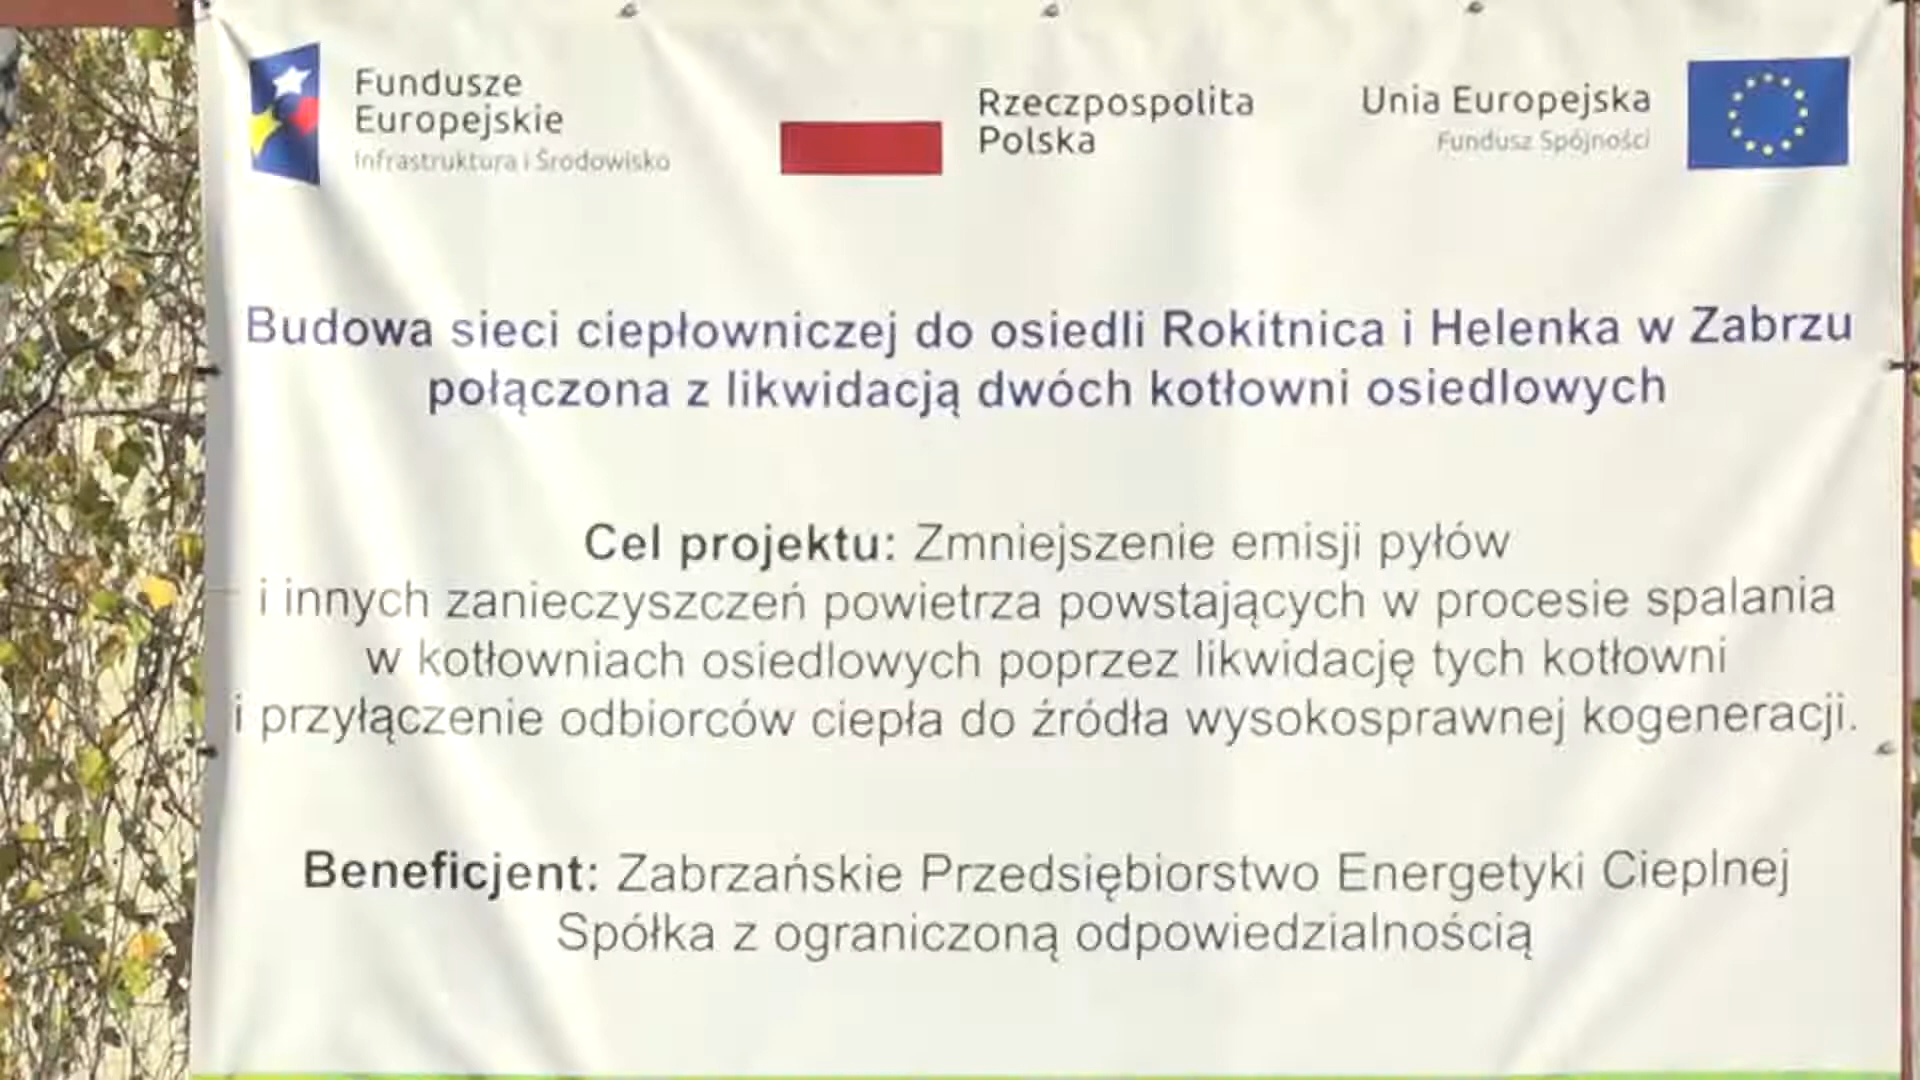 Fundusze
Europejskie
Infrastruktura i Środowisko
Rzeczpospolita
Polska
Unia Europejska
Fundusz Spójności
Budowa sieci ciepłowniczej do osiedli Rokitnica i Helenka w Zabrzu
połączona z likwidacją dwóch kotłowni osiedlowych
Cel projektu: Zmniejszenie emisji pyłów
i innych zanieczyszczeń powietrza powstających w procesie spalania
w kotłowniach osiedlowych poprzez likwidację tych kotłowni
i przyłączenie odbiorców ciepła do źródła wysokosprawnej kogeneracji.
Beneficjent: Zabrzańskie Przedsiębiorstwo Energetyki Cieplnej
Spółka z ograniczoną odpowiedzialnością